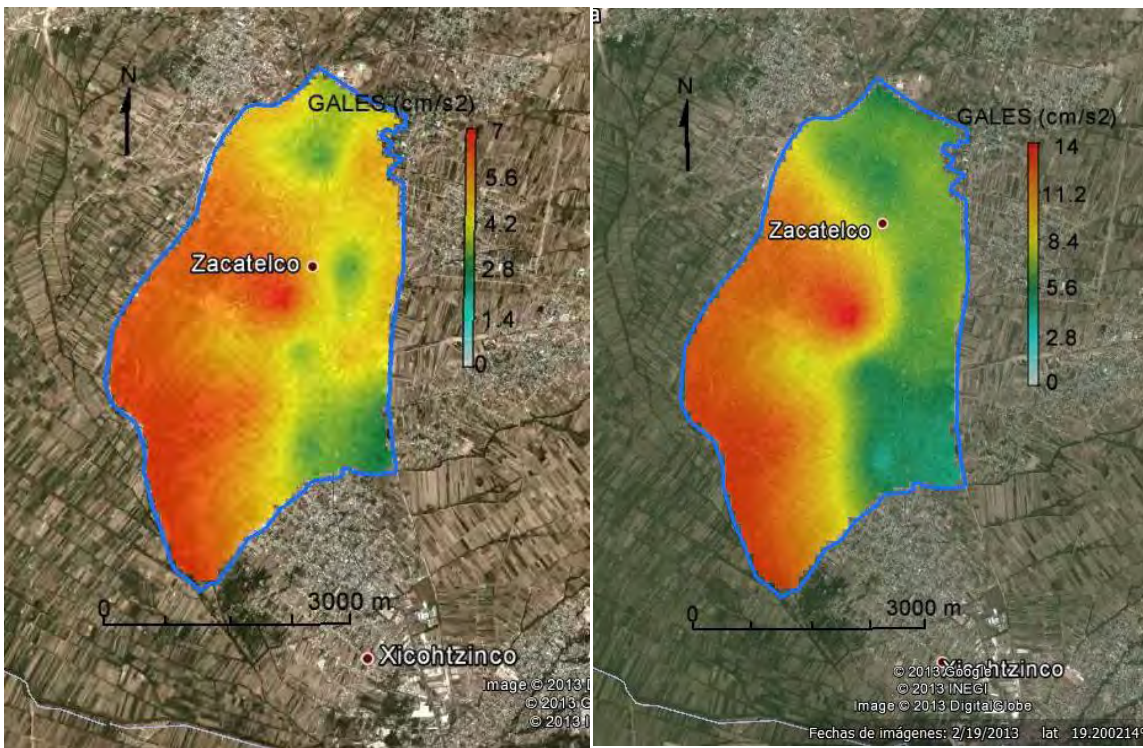 N
GALES (cm/s2)
7
5.6
4.2
2.8
1.4
0
Zacatelco
0
3000 m
Xicohtzinco
Image © 2013
© 2013
© 2013
a
N
GALES (cm/s2)
14
11.2
8.4
5.6
2.8
0
Zacatelco
0
3000 m
Xicohtzinco
© 2013 Google
© 2013 INEGI
Image © 2013 DigitalGlobe
Fechas de imágenes: 2/19/2013 lat 19.200214